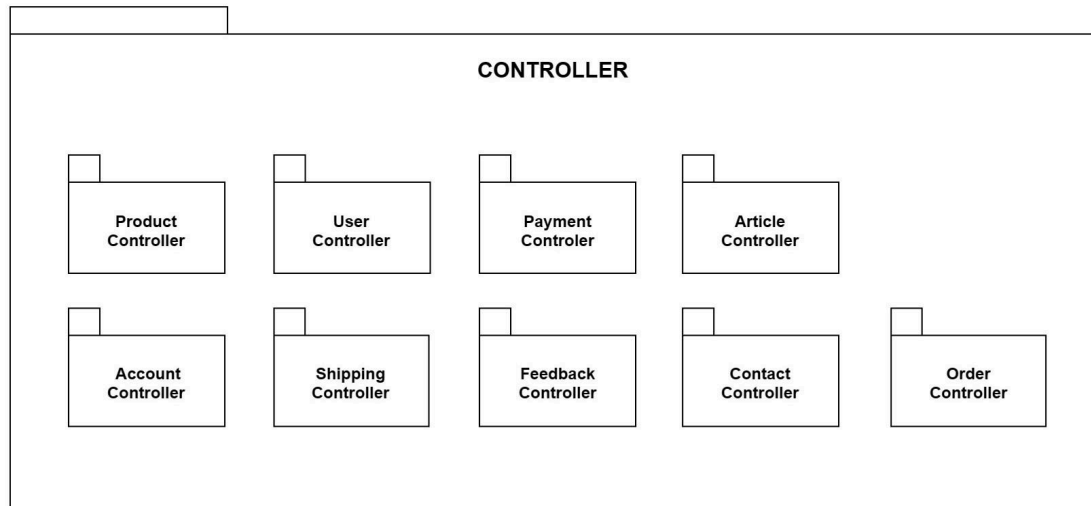 CONTROLLER
Product
Controller
User
Controller
Payment
Controler
Article
Controller
Account
Controller
Shipping
Controller
Feedback
Controller
Contact
Controller
Order
Controller